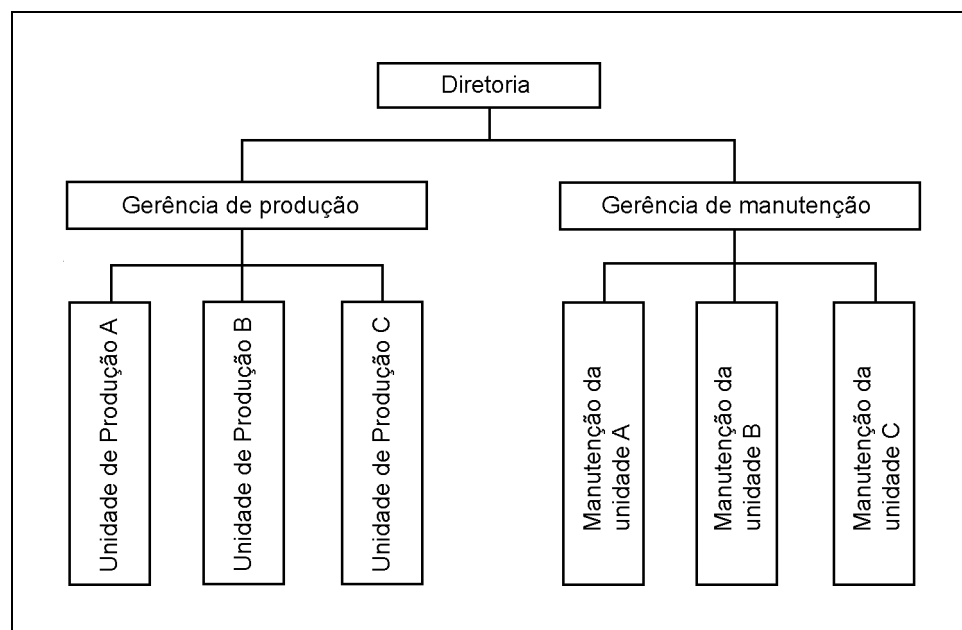 Diretoria
Gerência de produção
Gerência de manutenção
Unidade de Produção A
Unidade de Produção B
Unidade de Produção C
Manutenção da
unidade A
Manutenção da
unidade B
Manutenção da
unidade C